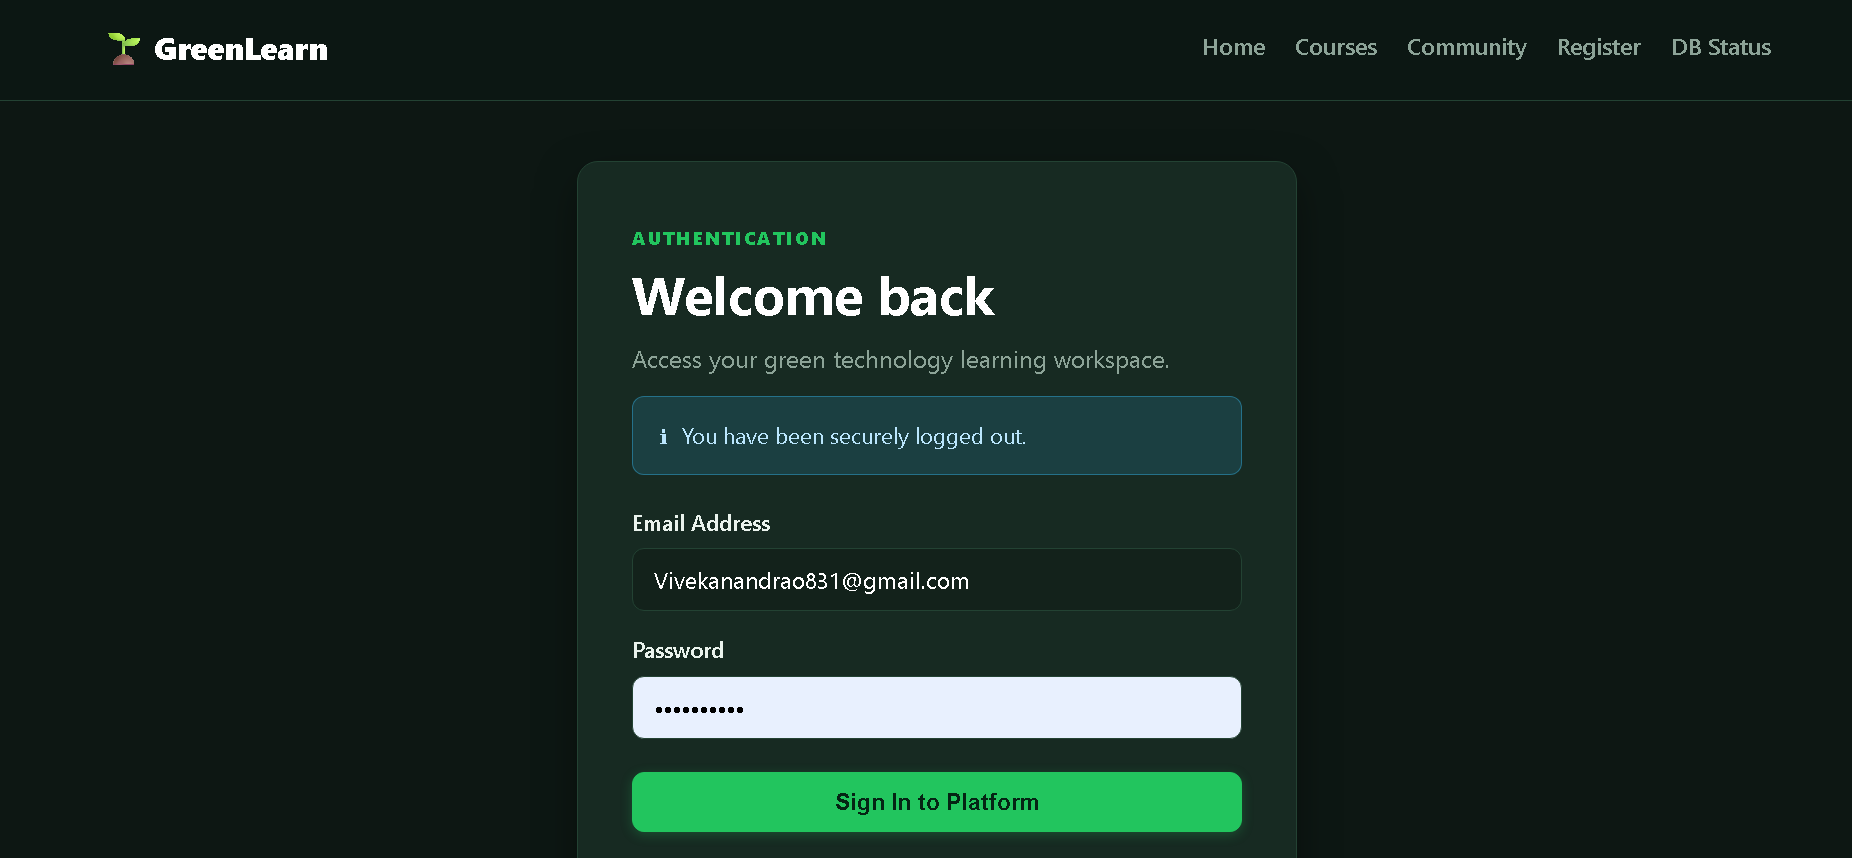 GreenLearn
Home Courses Community Register DB Status
AUTHENTICATION
Welcome back
Access your green technology learning workspace.
ℹ You have been securely logged out.
Email Address
Vivekanandrao831@gmail.com
Password
••••••••••
Sign In to Platform